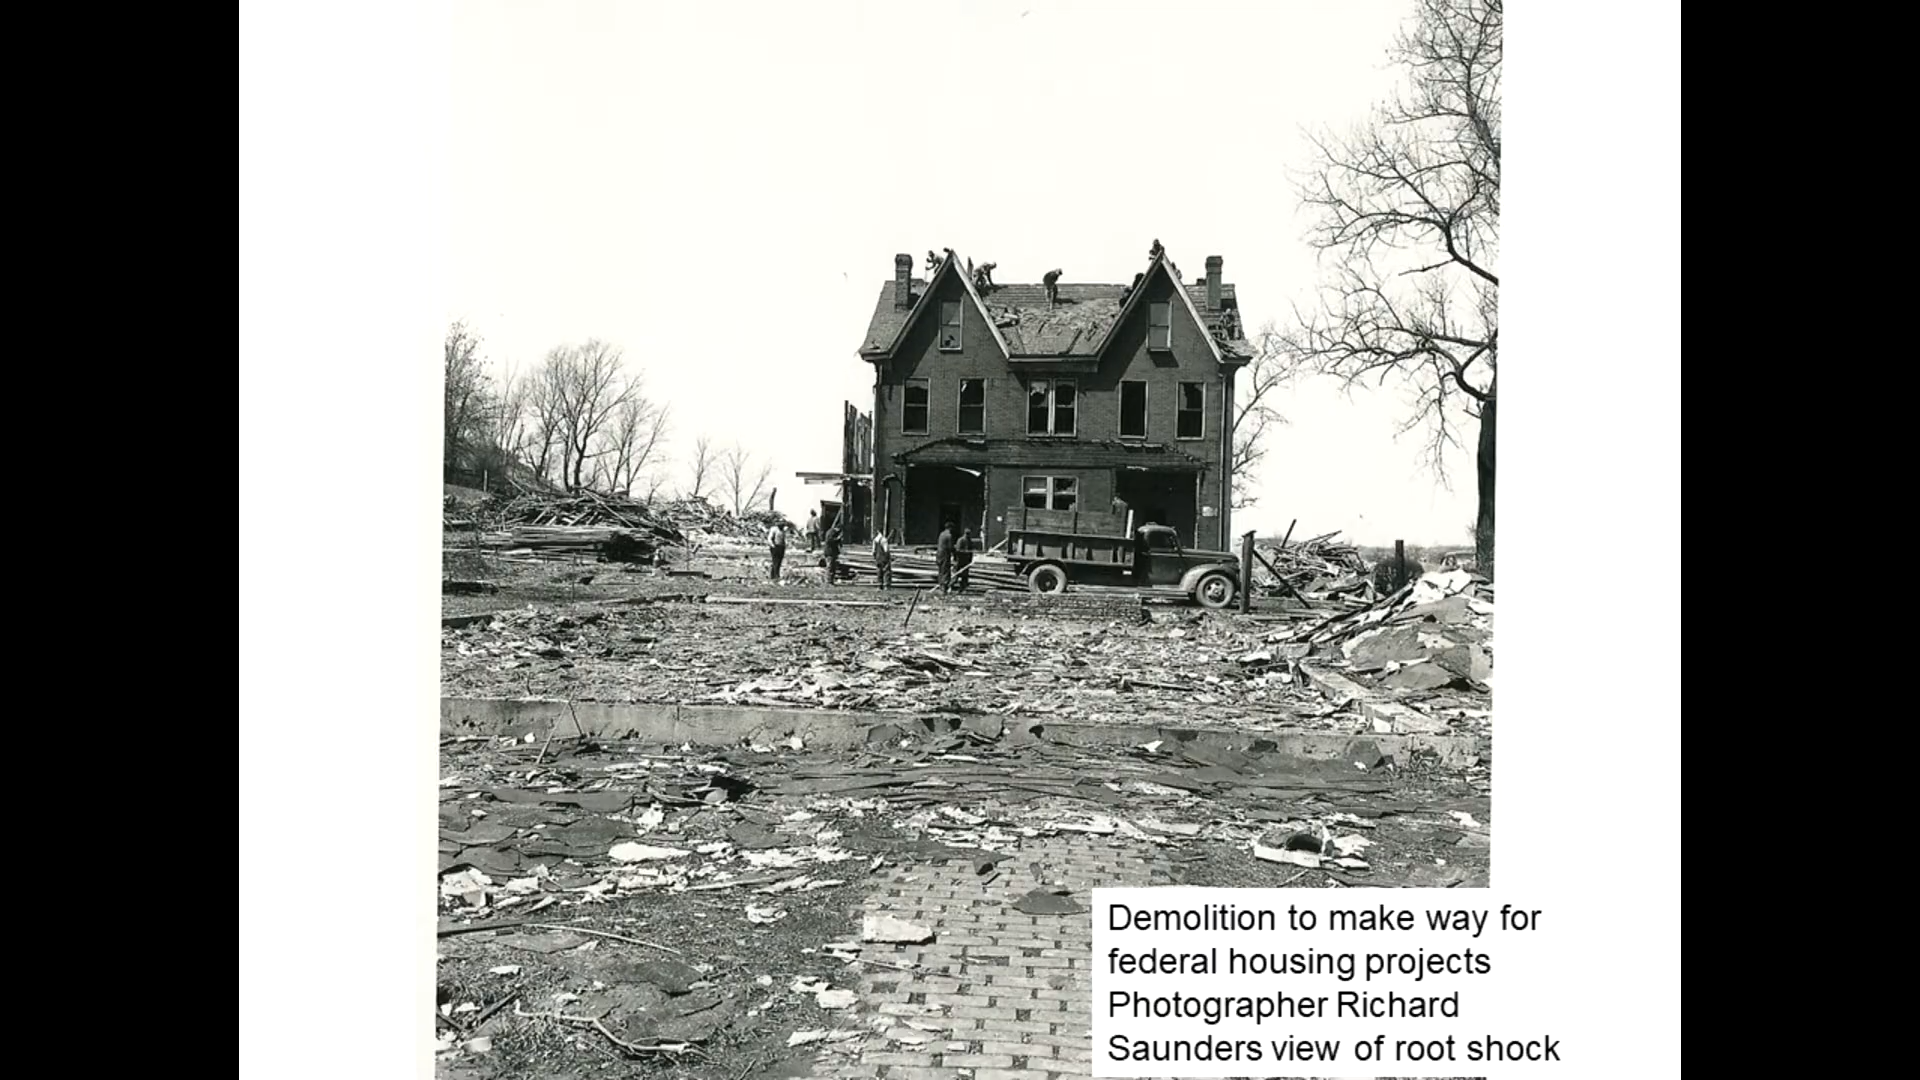 Demolition to make way for
federal housing projects
Photographer Richard
Saunders view of root shock